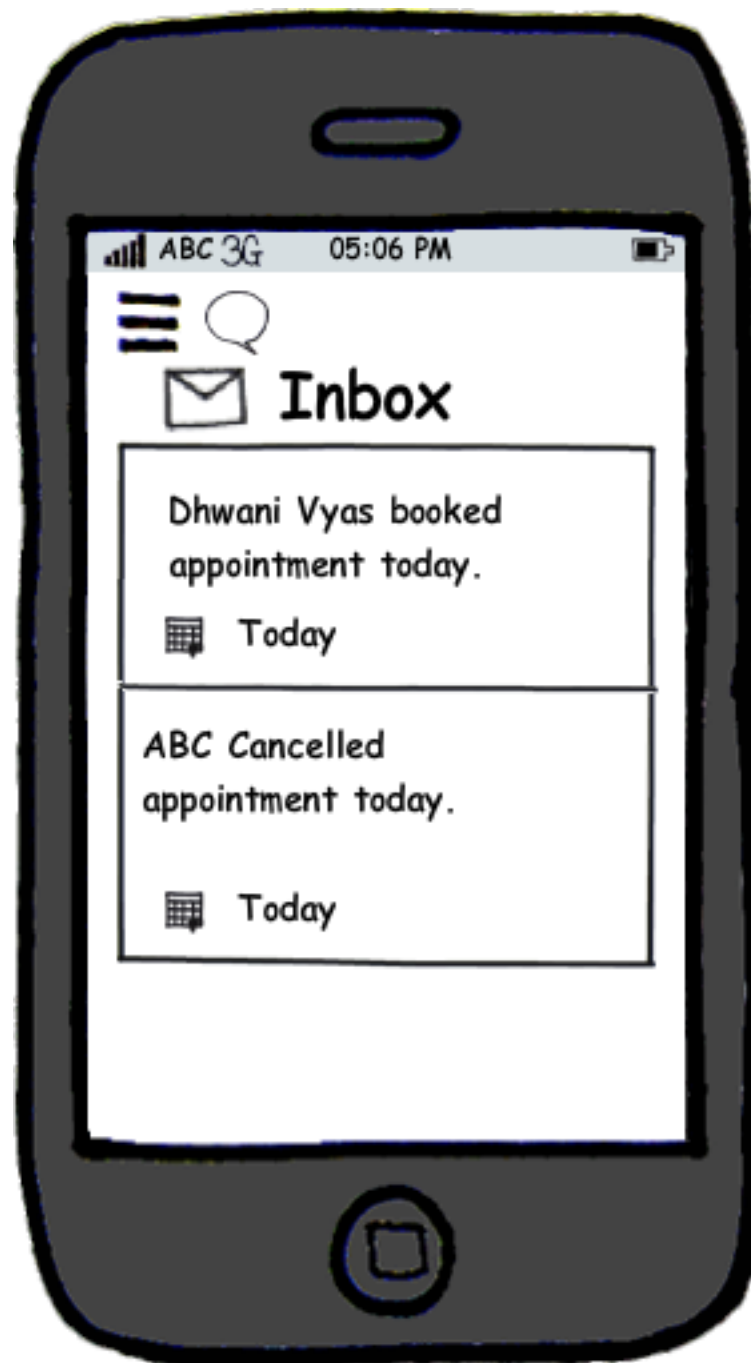 ABC 3G 05:06 PM
Inbox
Dhwani Vyas booked
appointment today.
Today
ABC Cancelled
appointment today.
Today